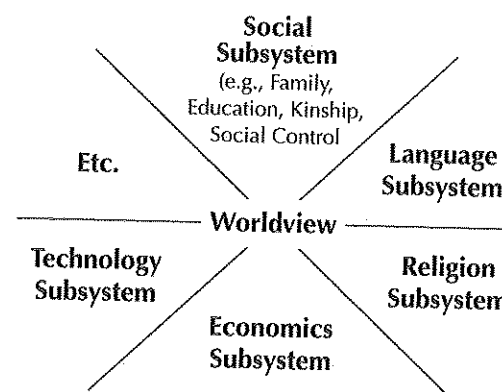 Social
Subsystem
(e.g., Family,
Education, Kinship,
Social Control
Etc.
Language
Subsystem
Worldview
Technology
Subsystem
Religion
Subsystem
Economics
Subsystem